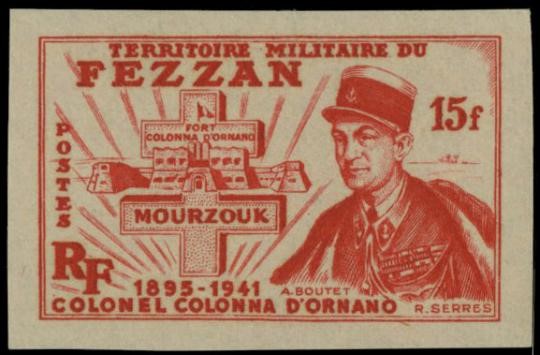 TERRITOIRE MILITAIRE DU
FEZZAN
15f
POSTES
FORT
COLONNA D'ORNANO
MOURZOUK
RF
1895-1941
A. BOUTET
COLONEL COLONNA D'ORNANO
R. SERRES